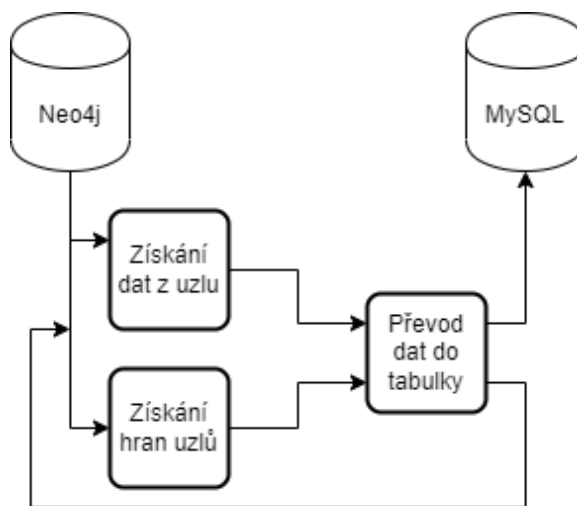 Neo4j
MySQL
Získání
dat z uzlu
Převod
dat do
tabulky
Získání
hran uzlů